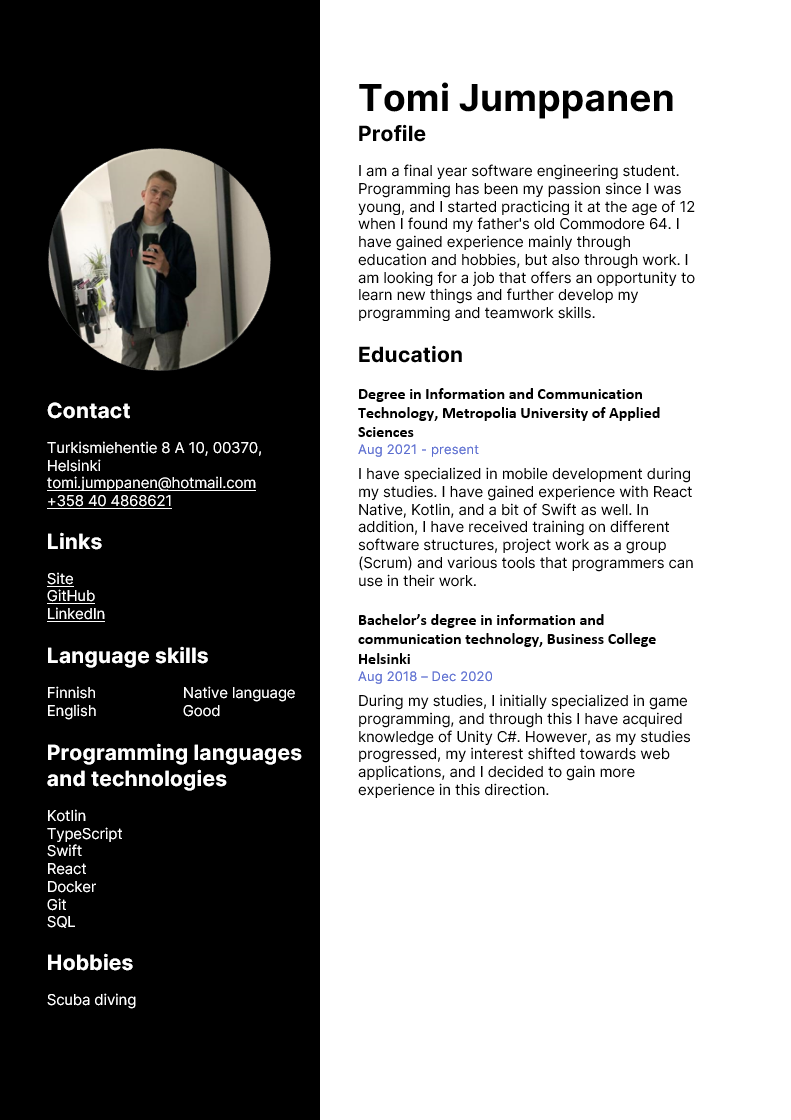 Tomi Jumppanen
Profile
I am a final year software engineering student.
Programming has been my passion since I was
young, and I started practicing it at the age of 12
when I found my father's old Commodore 64. I
have gained experience mainly through
education and hobbies, but also through work. I
am looking for a job that offers an opportunity to
learn new things and further develop my
programming and teamwork skills.
Education
Degree in Information and Communication
Technology, Metropolia University of Applied
Sciences
Aug 2021 - present
I have specialized in mobile development during
my studies. I have gained experience with React
Native, Kotlin, and a bit of Swift as well. In
addition, I have received training on different
software structures, project work as a group
(Scrum) and various tools that programmers can
use in their work.
Bachelor’s degree in information and
communication technology, Business College
Helsinki
Aug 2018 – Dec 2020
During my studies, I initially specialized in game
programming, and through this I have acquired
knowledge of Unity C#. However, as my studies
progressed, my interest shifted towards web
applications, and I decided to gain more
experience in this direction.
Contact
Turkismiehentie 8 A 10, 00370,
Helsinki
tomi.jumppanen@hotmail.com
+358 40 4868621
Links
Site
GitHub
LinkedIn
Language skills
Finnish Native language
English Good
Programming languages
and technologies
Kotlin
TypeScript
Swift
React
Docker
Git
SQL
Hobbies
Scuba diving